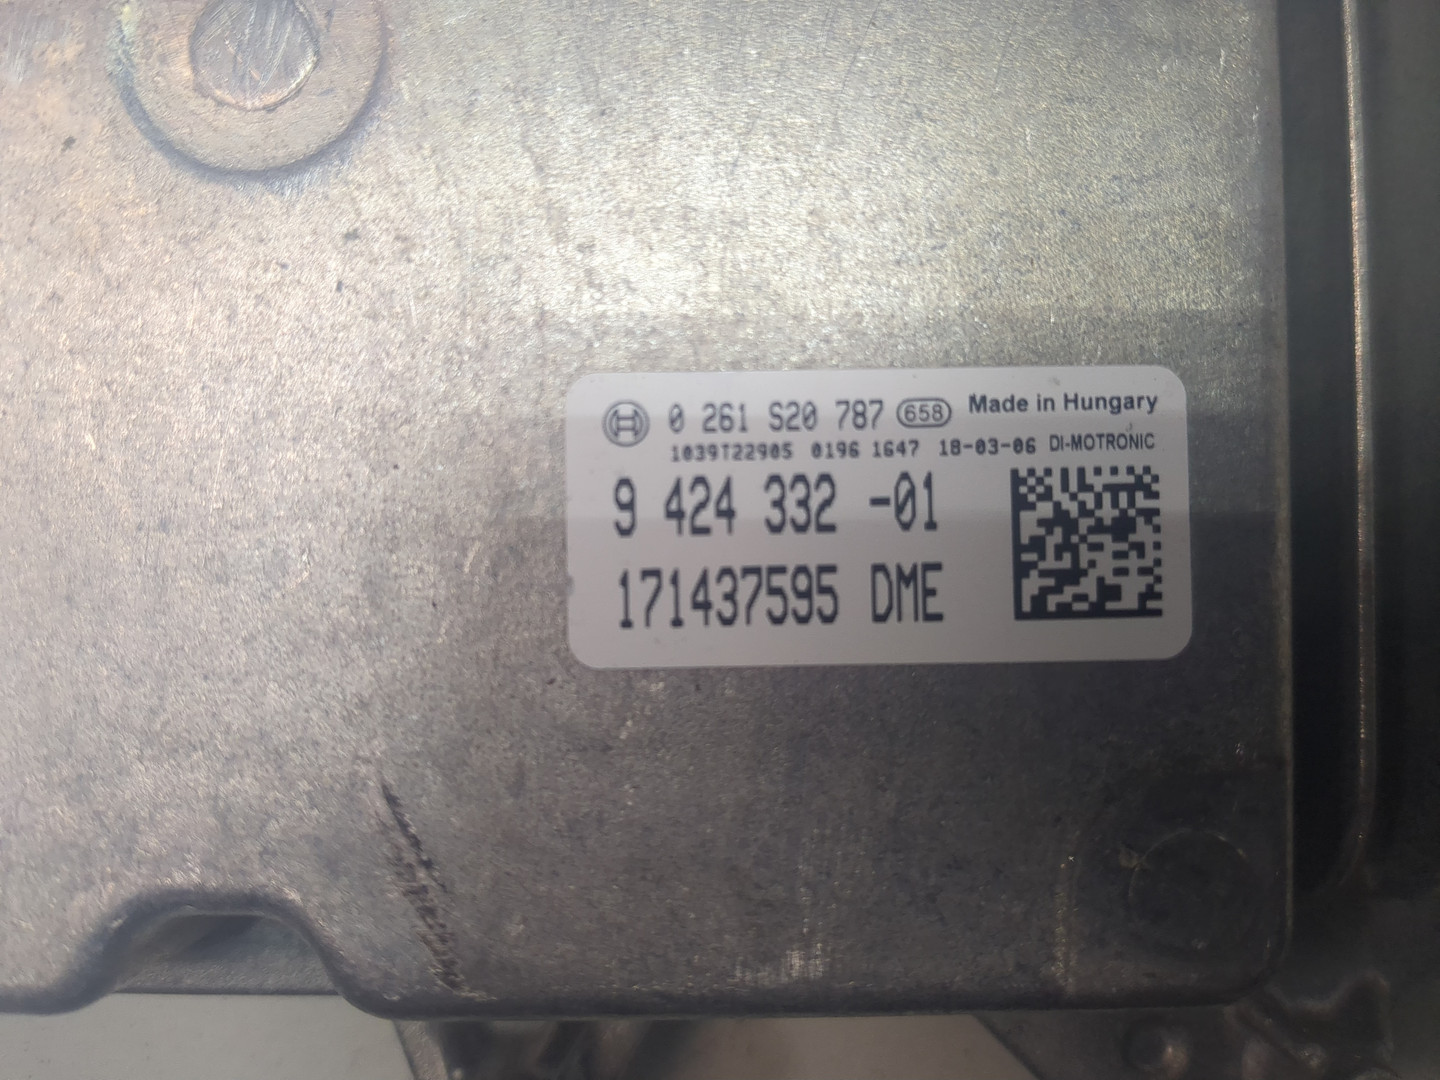 0 261 S20 787 658 Made in Hungary
1039T22905 0196 1647 18-03-06 DI-MOTRONIC
9 424 332 -01
171437595 DME